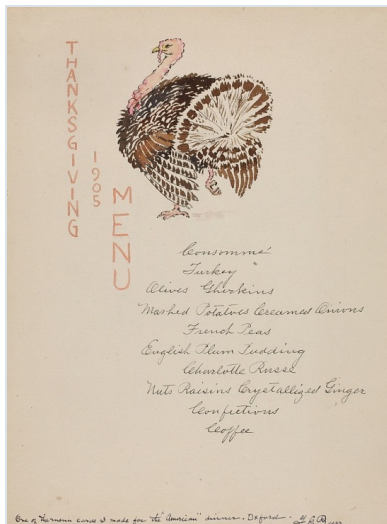 THANKSGIVING
1905
MENU
Consommé
Turkey
Olives Gherkins
Mashed Potatoes Creamed Onions
French Peas
English Plum Pudding
Charlotte Russe
Nuts Raisins Crystallized Ginger
Confections
Coffee
One of the menu cards I made for the "American" dinner. Oxford.